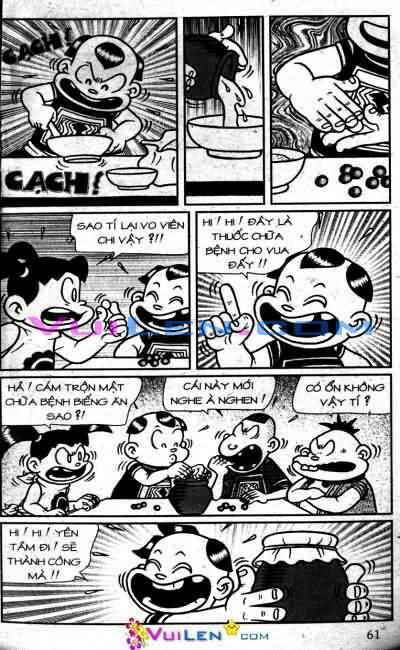 CẠCH!
CẠCH!
SAO TÍ LẠI VO VIÊN
CHI VẬY?!!
HI! HI! ĐÂY LÀ
THUỐC CHỮA
BỆNH CHO VUA
ĐẤY!!
VUILEN.COM
HẢ! CÁM TRỘN MẬT
CHỮA BỆNH BIẾNG ĂN
SAO?!
CÁI NÀY MỚI
NGHE À NGHEN!
CÓ ỔN KHÔNG
VẬY TÍ?
HI! HI! YÊN
TÂM ĐI! SẼ
THÀNH CÔNG
MÀ!!
61
VUILEN.COM